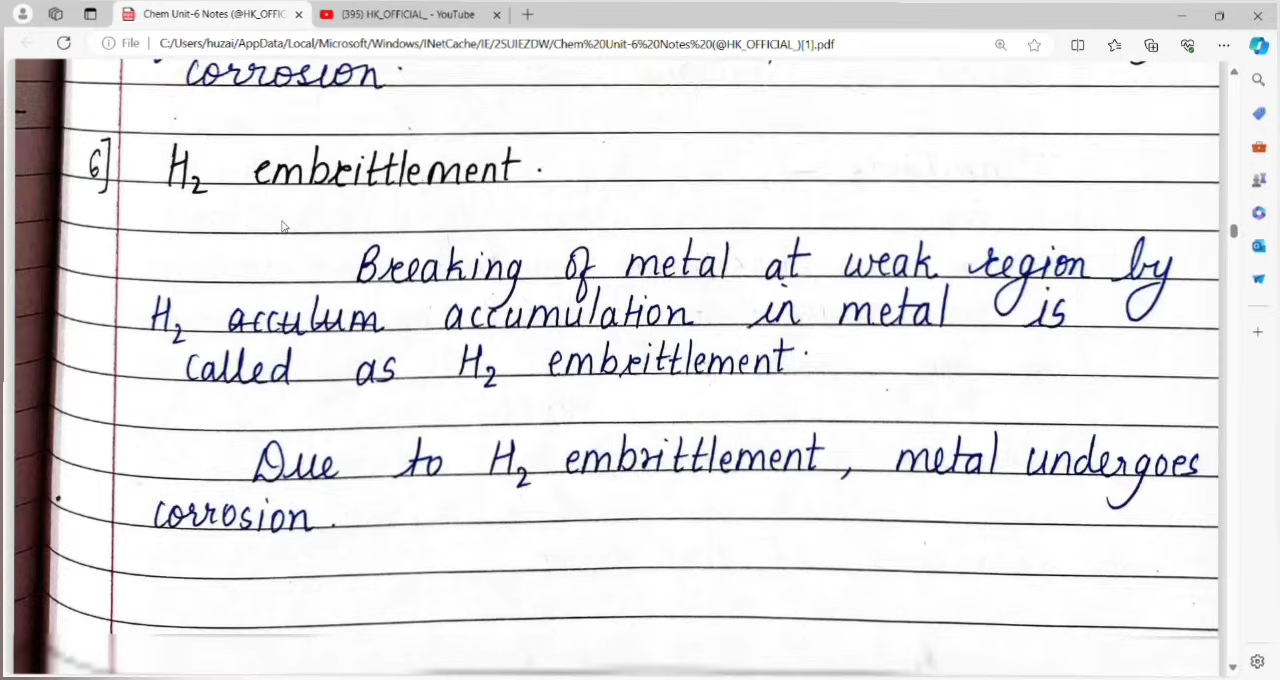 Chem Unit-6 Notes (@HK_OFFIC
(395) HK_OFFICIAL_ - YouTube
File
C:/Users/huzai/AppData/Local/Microsoft/Windows/INetCache/IE/2SUIEZDW/Chem%20Unit-6%20Notes%20(@HK_OFFICIAL_)[1].pdf
corrosion.
6] H₂ embrittlement.
Breaking of metal at weak region by
H₂ acculum accumulation in metal is
called as H₂ embrittlement.
Due to H₂ embrittlement, metal undergoes
corrosion.